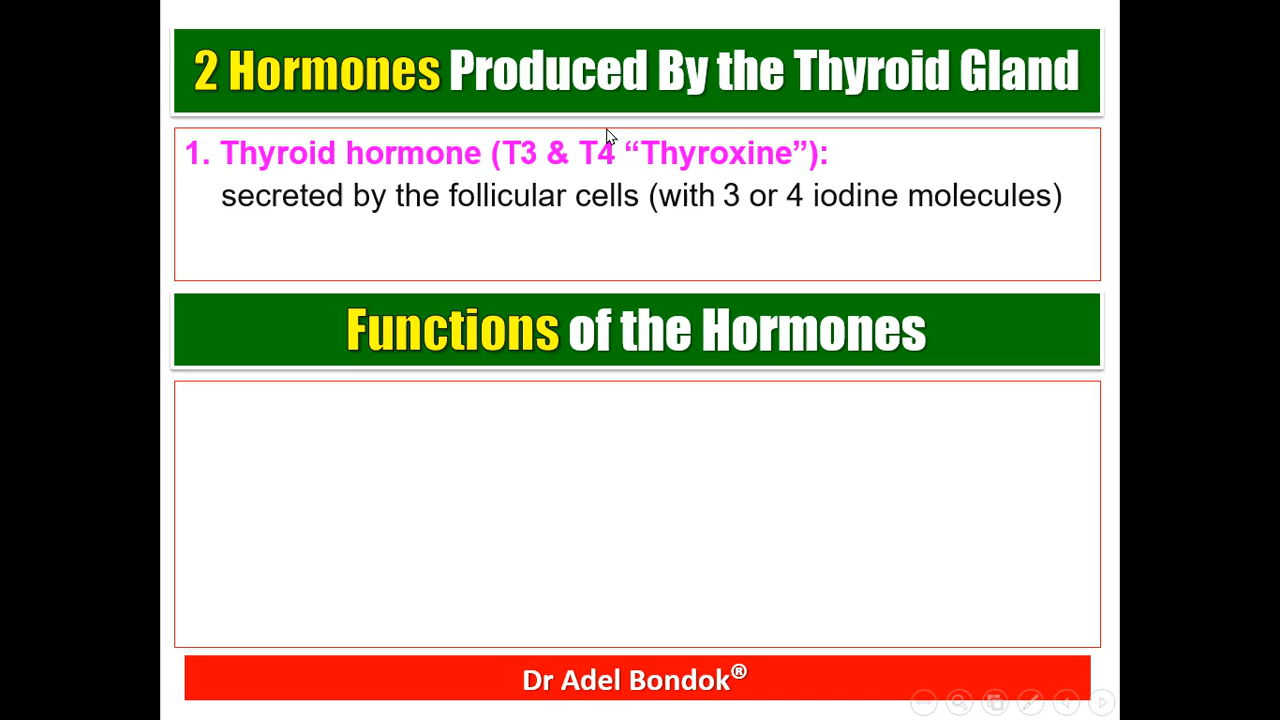 2 Hormones Produced By the Thyroid Gland
1. Thyroid hormone (T3 & T4 “Thyroxine”):
secreted by the follicular cells (with 3 or 4 iodine molecules)
Functions of the Hormones
Dr Adel Bondok®